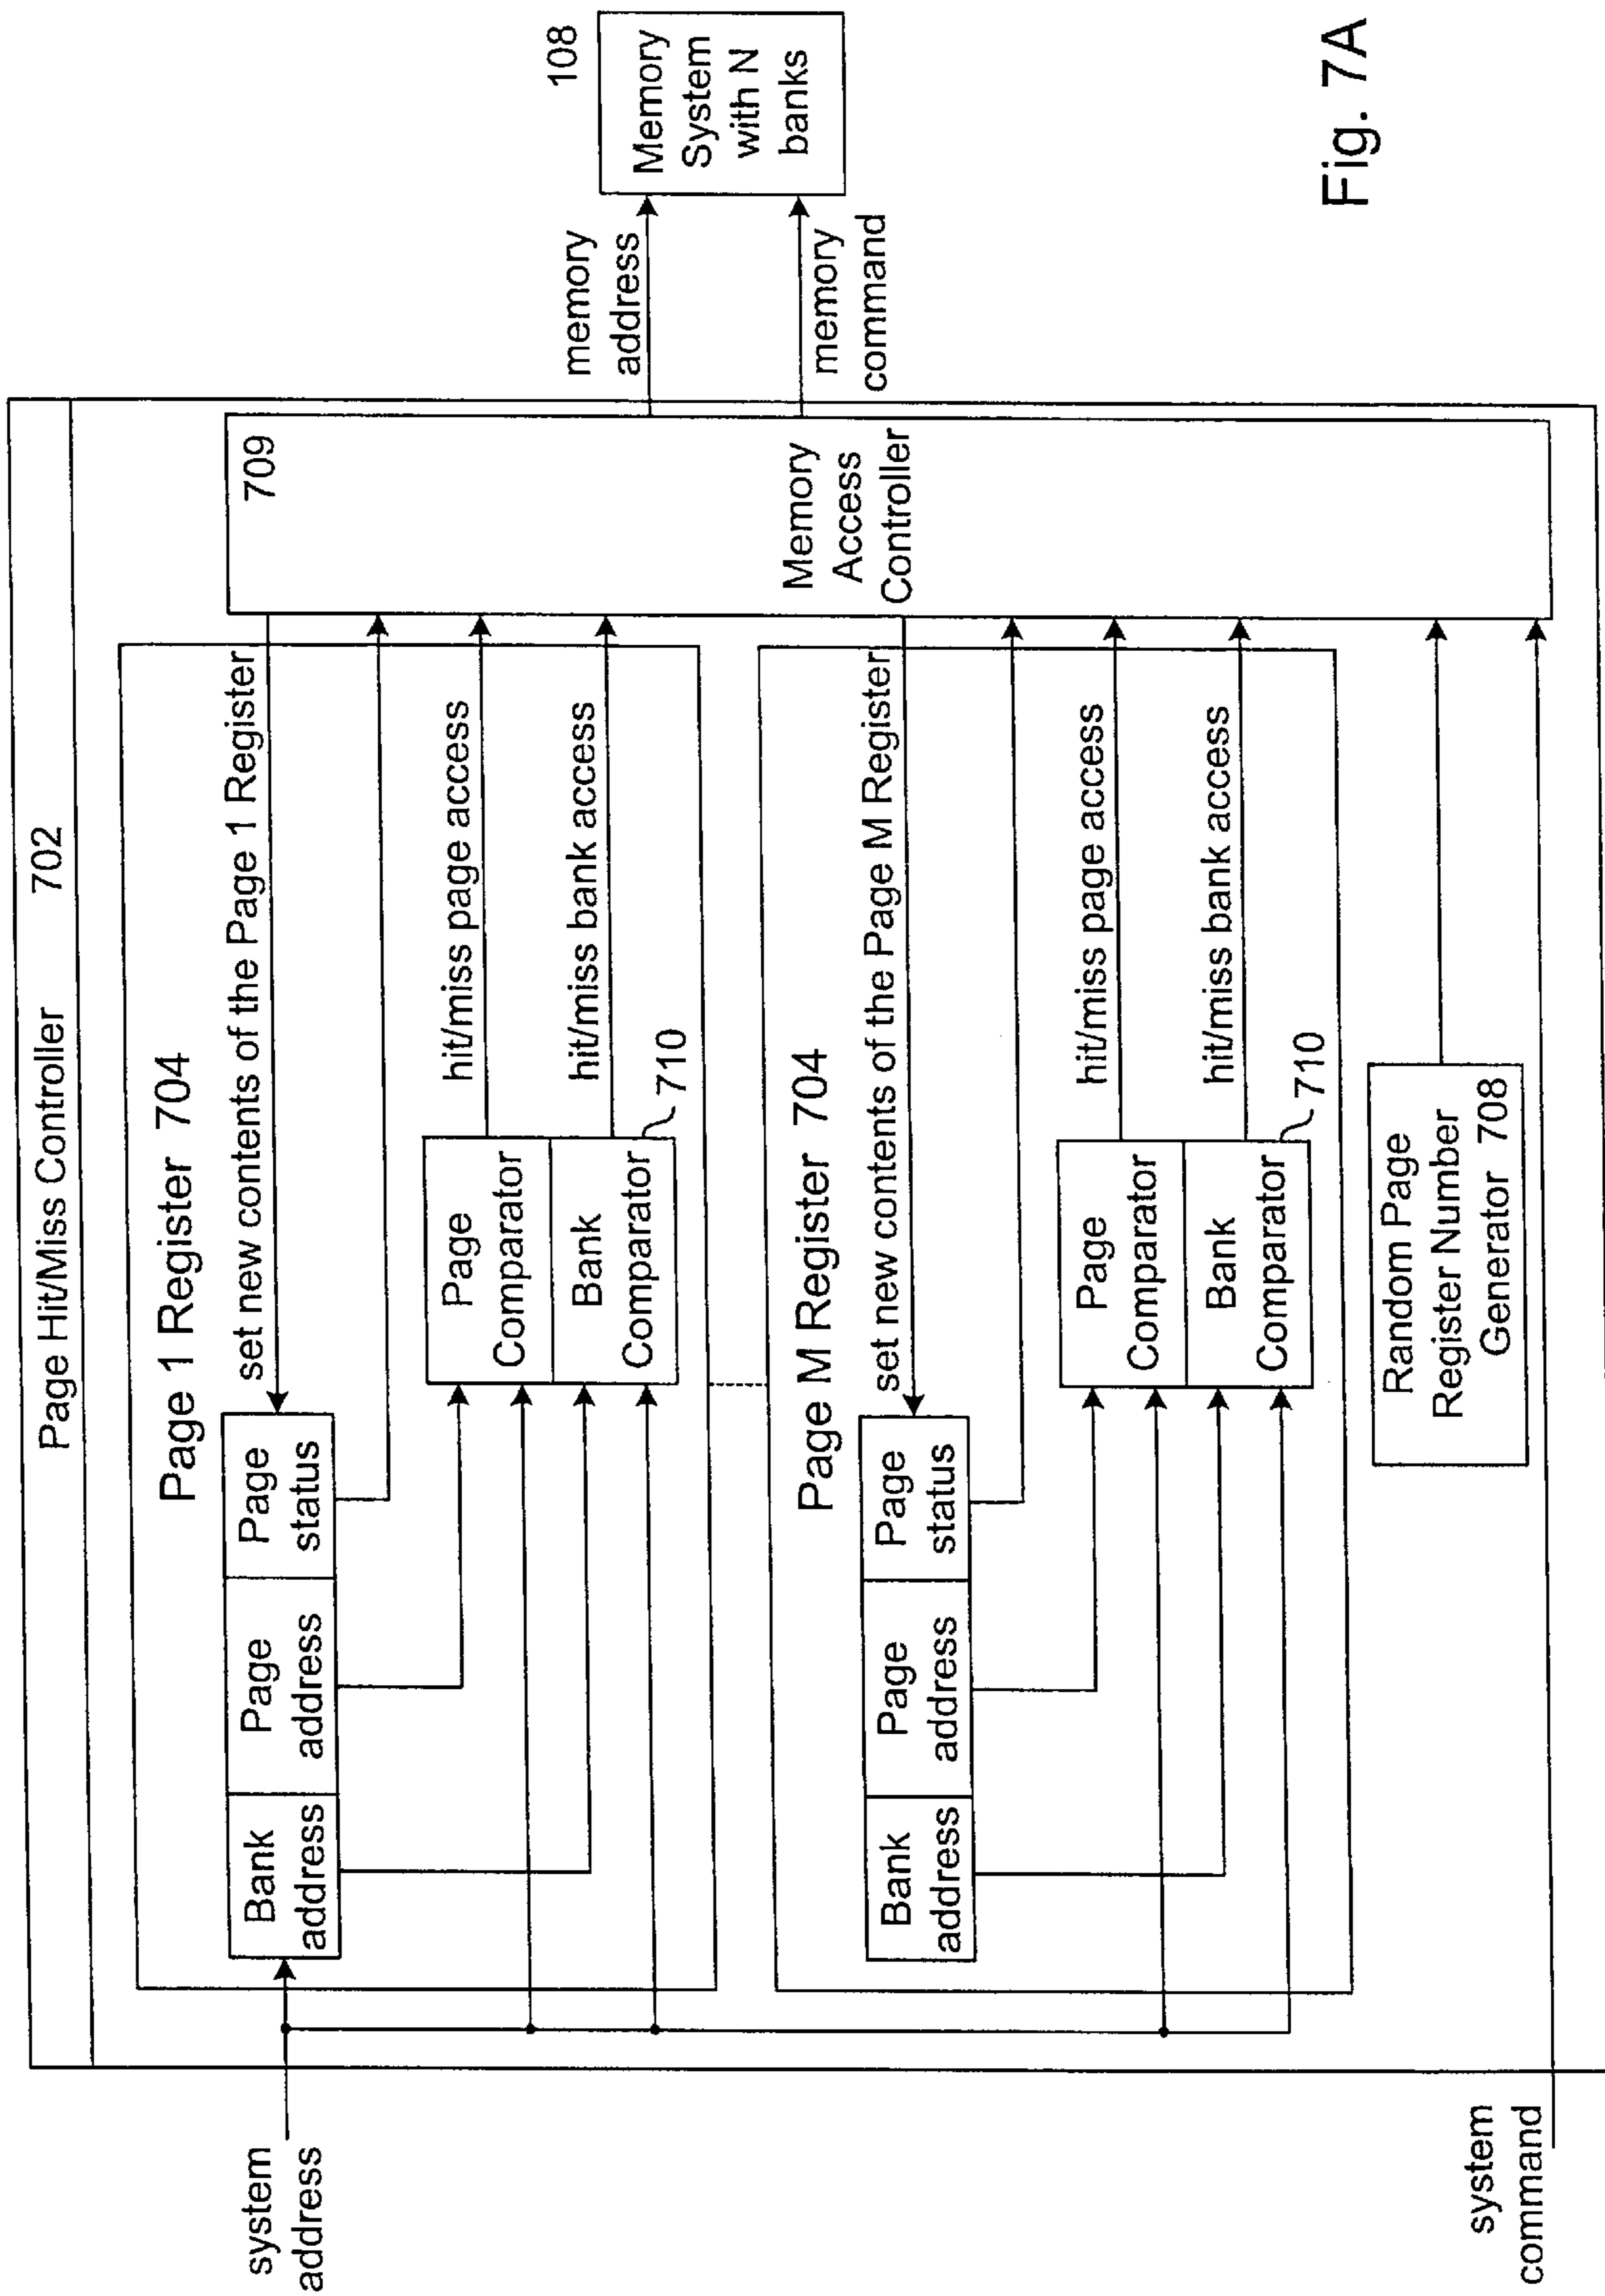 Page Hit/Miss Controller 702
Page 1 Register 704
set new contents of the Page 1 Register
Bank
address
Page
address
Page
status
Page
Comparator
Bank
Comparator
710
hit/miss page access
hit/miss bank access
Page M Register 704
set new contents of the Page M Register
Bank
address
Page
address
Page
status
Page
Comparator
Bank
Comparator
710
hit/miss page access
hit/miss bank access
Random Page
Register Number
Generator 708
709
Memory
Access
Controller
system
address
system
command
memory
address
memory
command
108
Memory
System
with N
banks
Fig. 7A